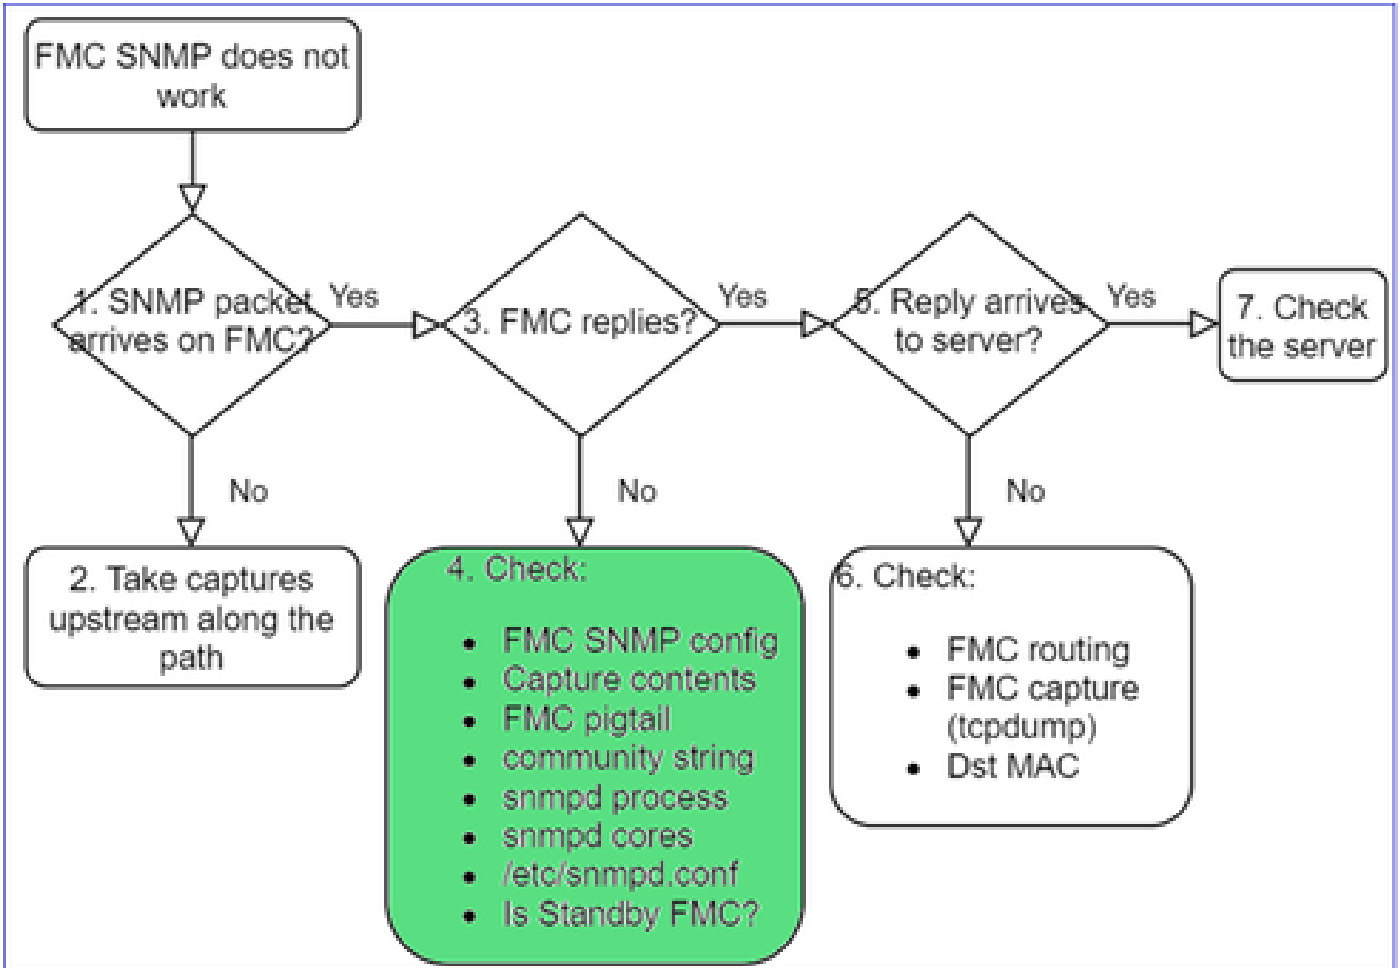 FMC SNMP does not
work
1. SNMP packet
arrives on FMC?
Yes
3. FMC replies?
Yes
5. Reply arrives
to server?
Yes
7. Check
the server
No
No
No
2. Take captures
upstream along the
path
4. Check:
• FMC SNMP config
• Capture contents
• FMC pigtail
• community string
• snmpd process
• snmpd cores
• /etc/snmpd.conf
• Is Standby FMC?
6. Check:
• FMC routing
• FMC capture
(tcpdump)
• Dst MAC